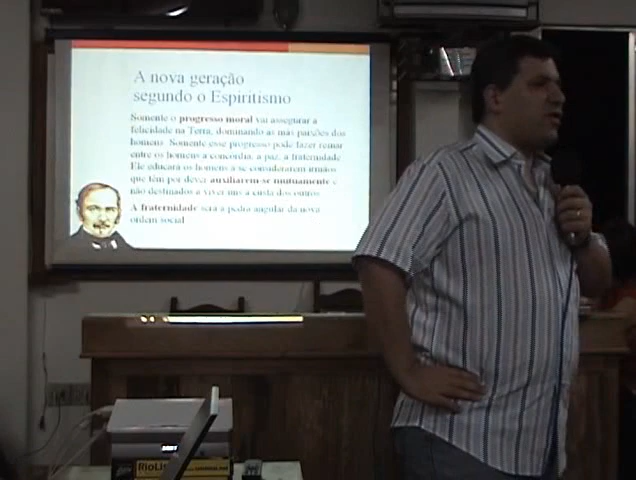 A nova geração
segundo o Espiritismo
Somente o progresso moral vai assegurar a
felicidade na Terra, dominando as más paixões dos
homens. Somente esse progresso pode fazer reinar
entre os homens a concórdia, a paz, a fraternidade.
Ele educará os homens a se considerarem irmãos
que têm por dever auxiliarem-se mutuamente e
não destinados a viver uns à custa dos outros.
A fraternidade será a pedra angular da nova
ordem social